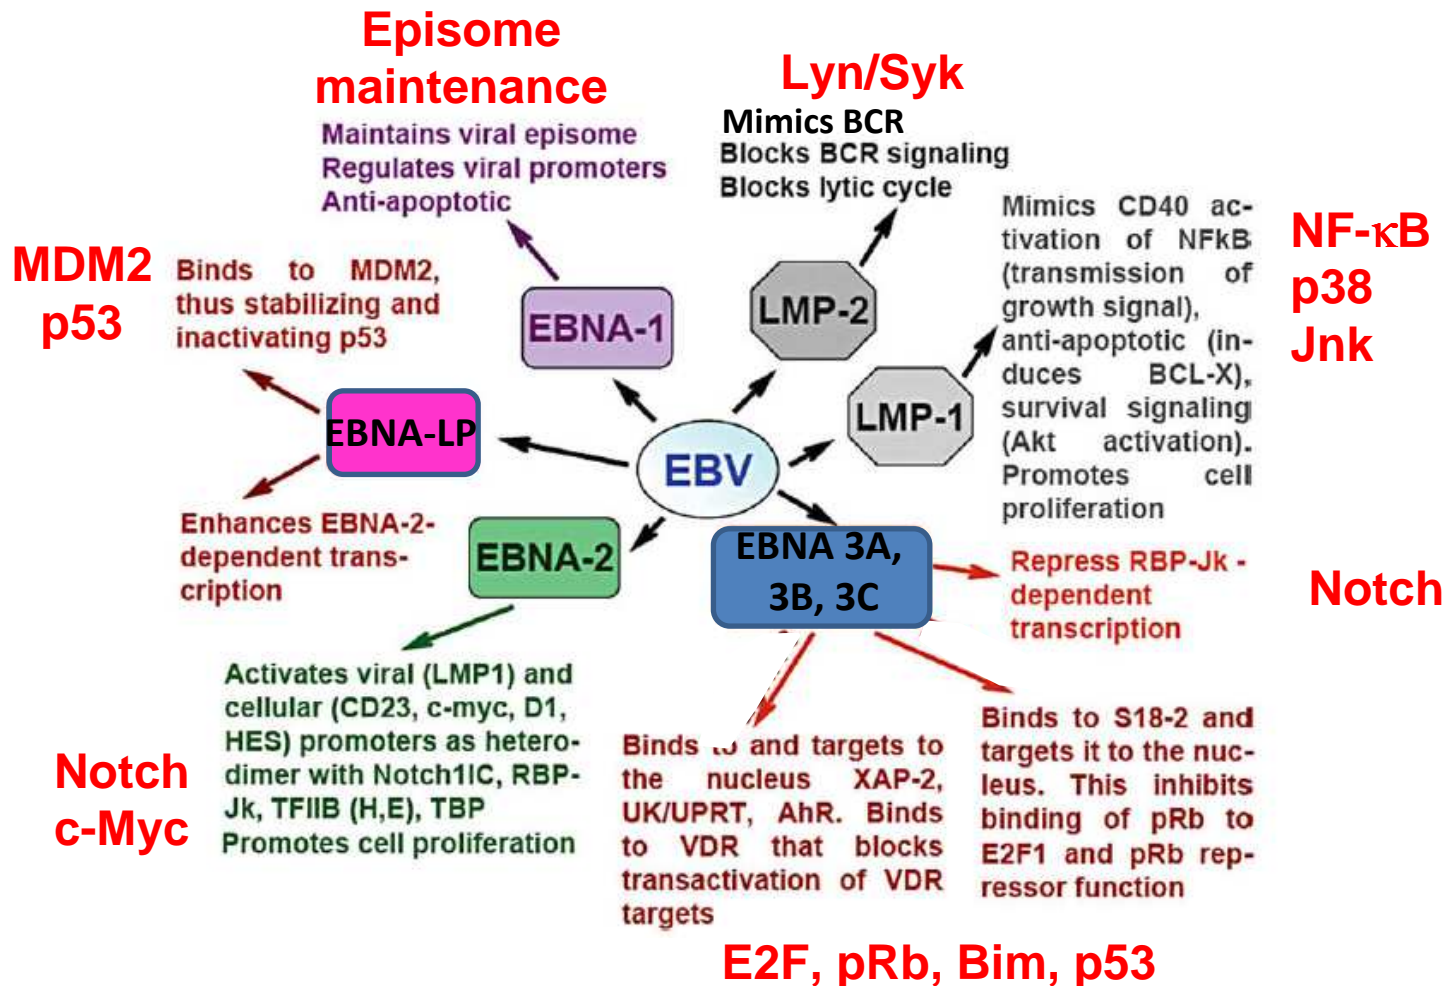 Episome
maintenance
Maintains viral episome
Regulates viral promoters
Anti-apoptotic
Lyn/Syk
Mimics BCR
Blocks BCR signaling
Blocks lytic cycle
Mimics CD40 ac-
tivation of NFkB
(transmission of
growth signal),
anti-apoptotic (in-
duces BCL-X),
survival signaling
(Akt activation).
Promotes cell
proliferation
NF-κB
p38
Jnk
MDM2
p53
Binds to MDM2,
thus stabilizing and
inactivating p53
EBNA-1
LMP-2
LMP-1
EBNA-LP
EBV
Enhances EBNA-2-
dependent trans-
cription
EBNA-2
EBNA 3A,
3B, 3C
Repress RBP-Jk -
dependent
transcription
Notch
Activates viral (LMP1) and
cellular (CD23, c-myc, D1,
HES) promoters as hetero-
dimer with Notch1IC, RBP-
Jk, TFIIB (H,E), TBP
Promotes cell proliferation
Notch
c-Myc
Binds to and targets to
the nucleus XAP-2,
UK/UPRT, AhR. Binds
to VDR that blocks
transactivation of VDR
targets
Binds to S18-2 and
targets it to the nuc-
leus. This inhibits
binding of pRb to
E2F1 and pRb rep-
ressor function
E2F, pRb, Bim, p53